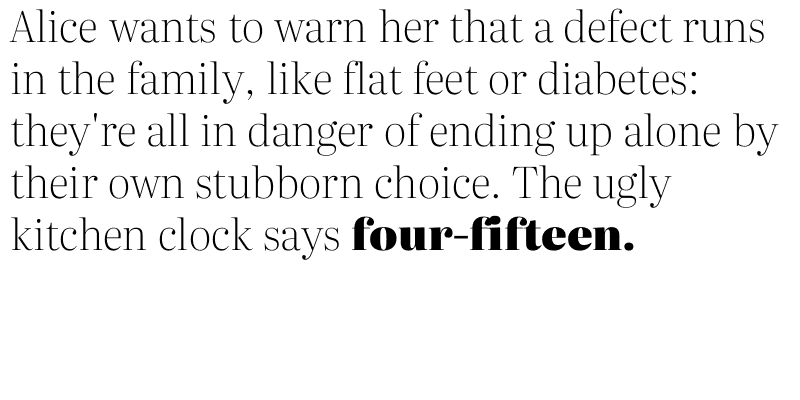 Alice wants to warn her that a defect runs
in the family, like flat feet or diabetes:
they're all in danger of ending up alone by
their own stubborn choice. The ugly
kitchen clock says four-fifteen.